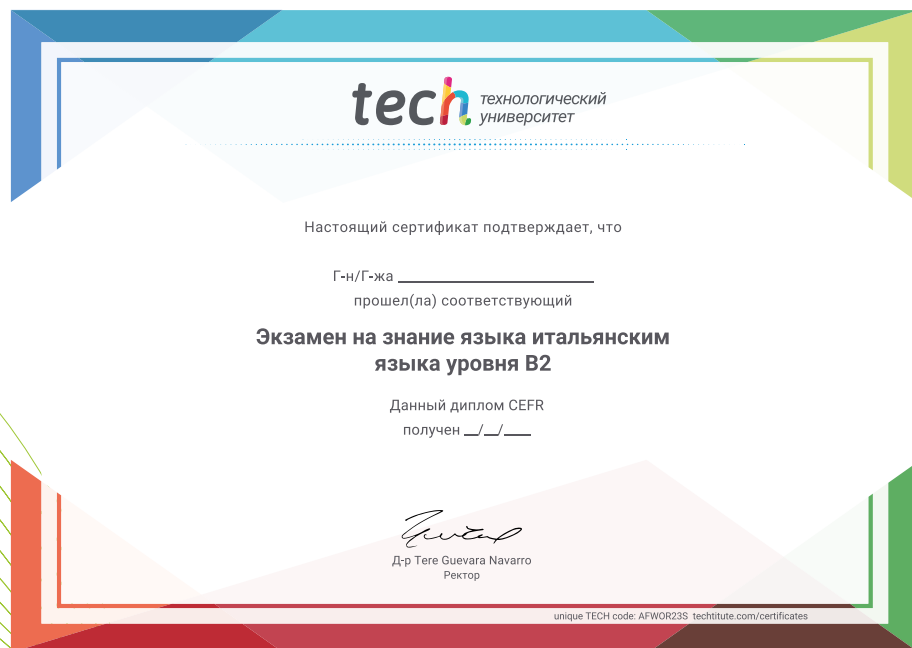 tech технологический
университет
Настоящий сертификат подтверждает, что
Г-н/Г-жа
прошел(ла) соответствующий
Экзамен на знание языка итальянским
языка уровня B2
Данный диплом CEFR
получен __/__/____
Д-р Tere Guevara Navarro
Ректор
unique TECH code: AFWOR23S techtitute.com/certificates